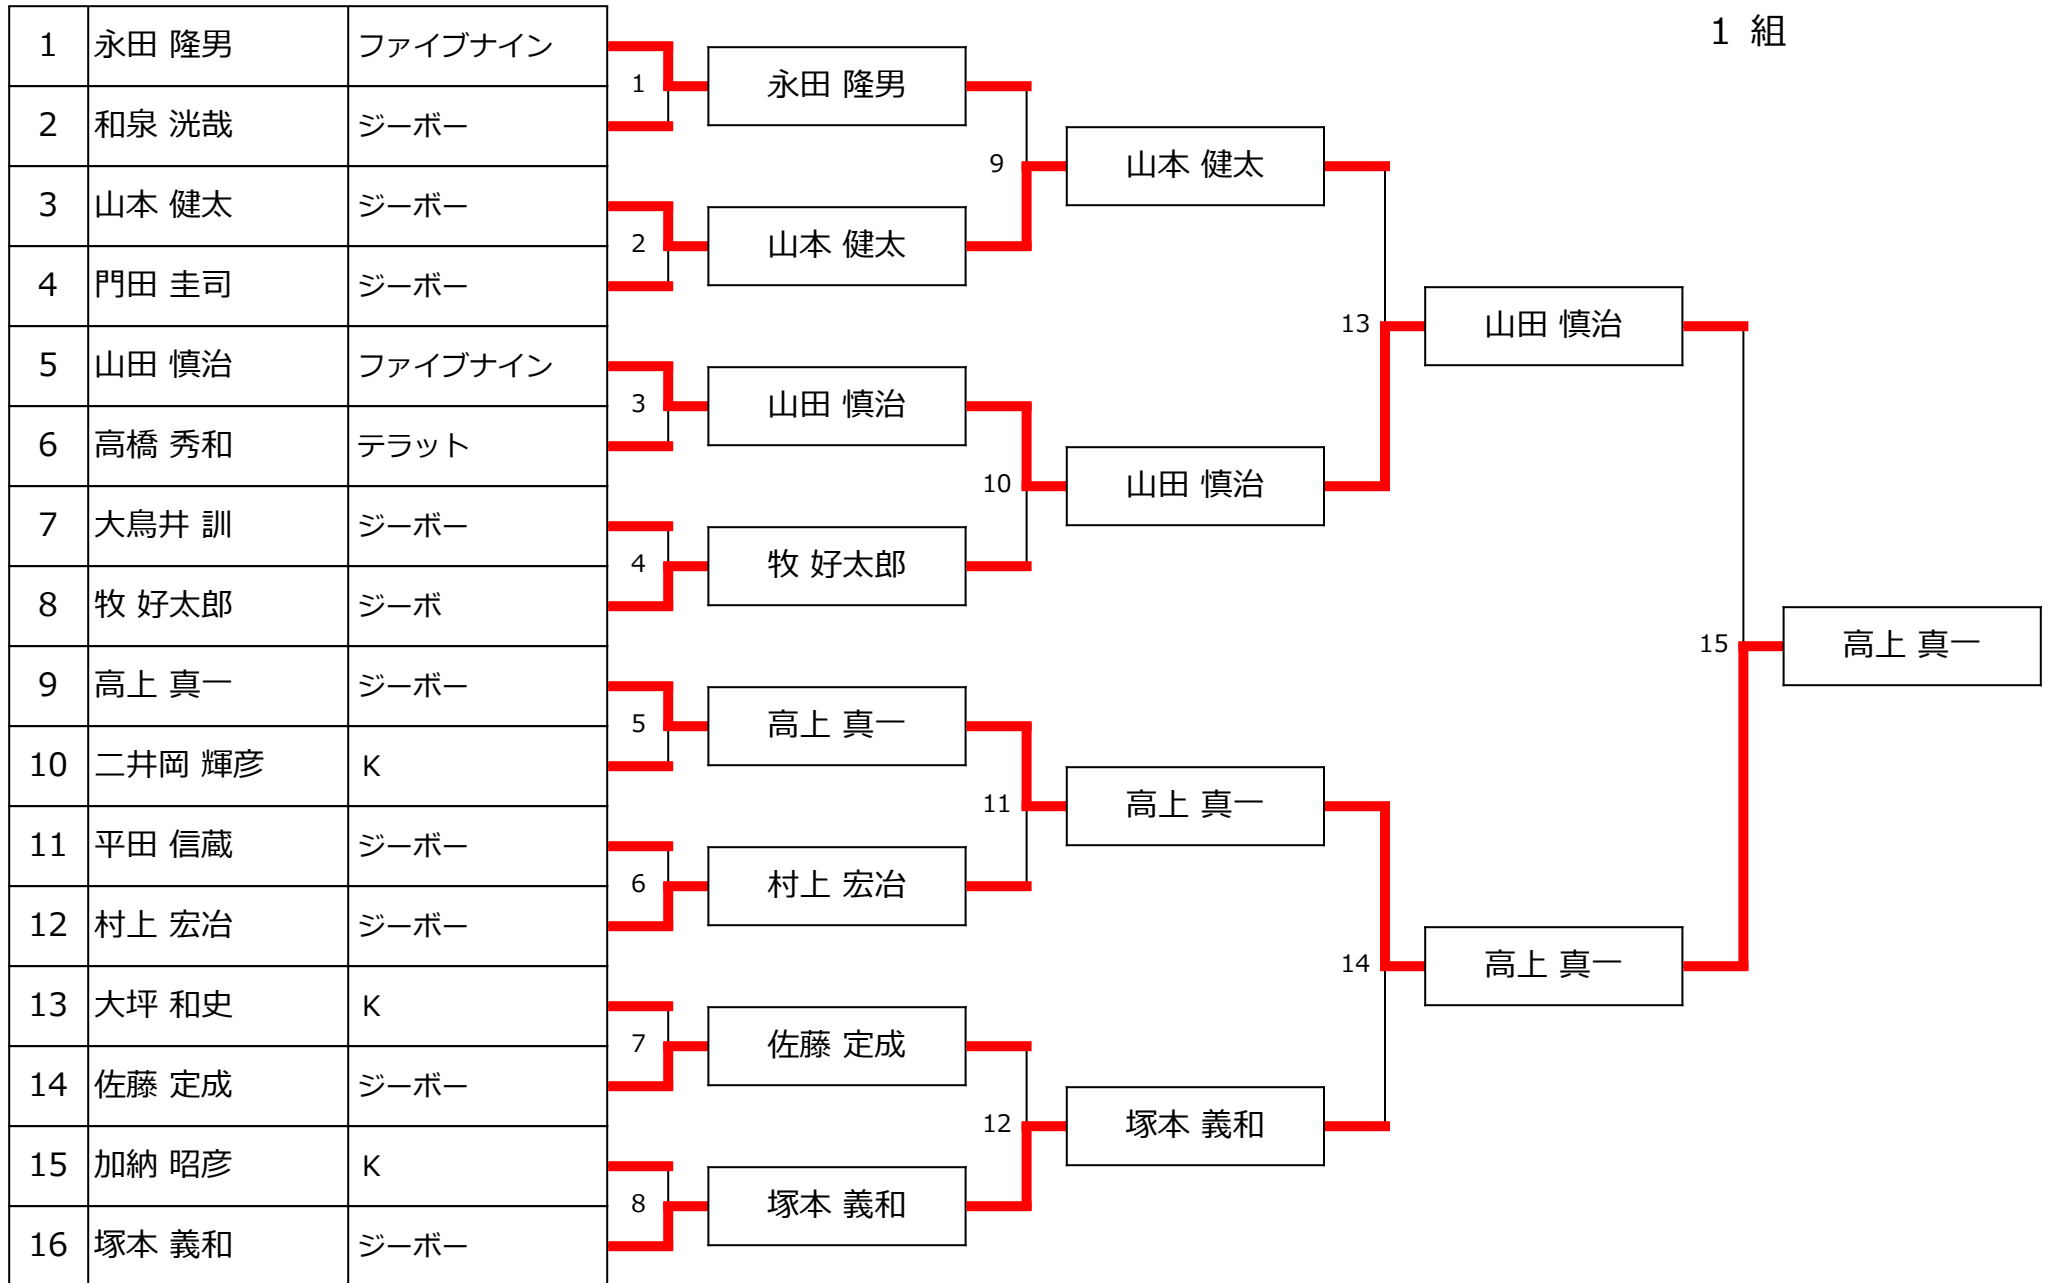 1 組
1 永田 隆男 ファイブナイン
2 和泉 洸哉 ジーボー
3 山本 健太 ジーボー
4 門田 圭司 ジーボー
5 山田 慎治 ファイブナイン
6 高橋 秀和 テラット
7 大鳥井 訓 ジーボー
8 牧 好太郎 ジーボ
9 高上 真一 ジーボー
10 二井岡 輝彦 K
11 平田 信蔵 ジーボー
12 村上 宏冶 ジーボー
13 大坪 和史 K
14 佐藤 定成 ジーボー
15 加納 昭彦 K
16 塚本 義和 ジーボー
1 永田 隆男
2 山本 健太
3 山田 慎治
4 牧 好太郎
5 高上 真一
6 村上 宏冶
7 佐藤 定成
8 塚本 義和
9 山本 健太
10 山田 慎治
11 高上 真一
12 塚本 義和
13 山田 慎治
14 高上 真一
15 高上 真一